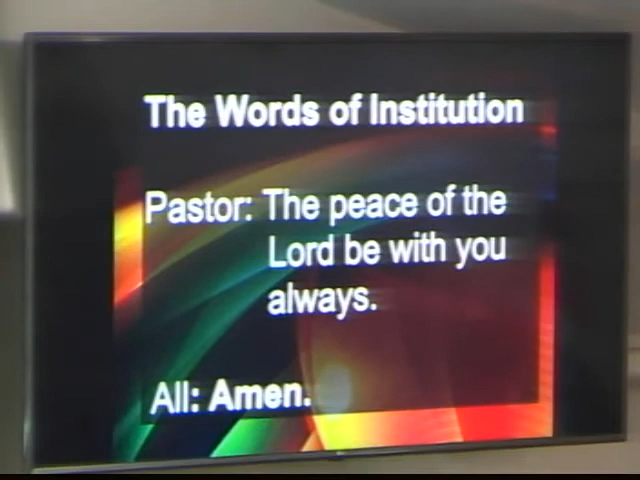 The Words of Institution
Pastor: The peace of the
Lord be with you
always.
All: Amen.